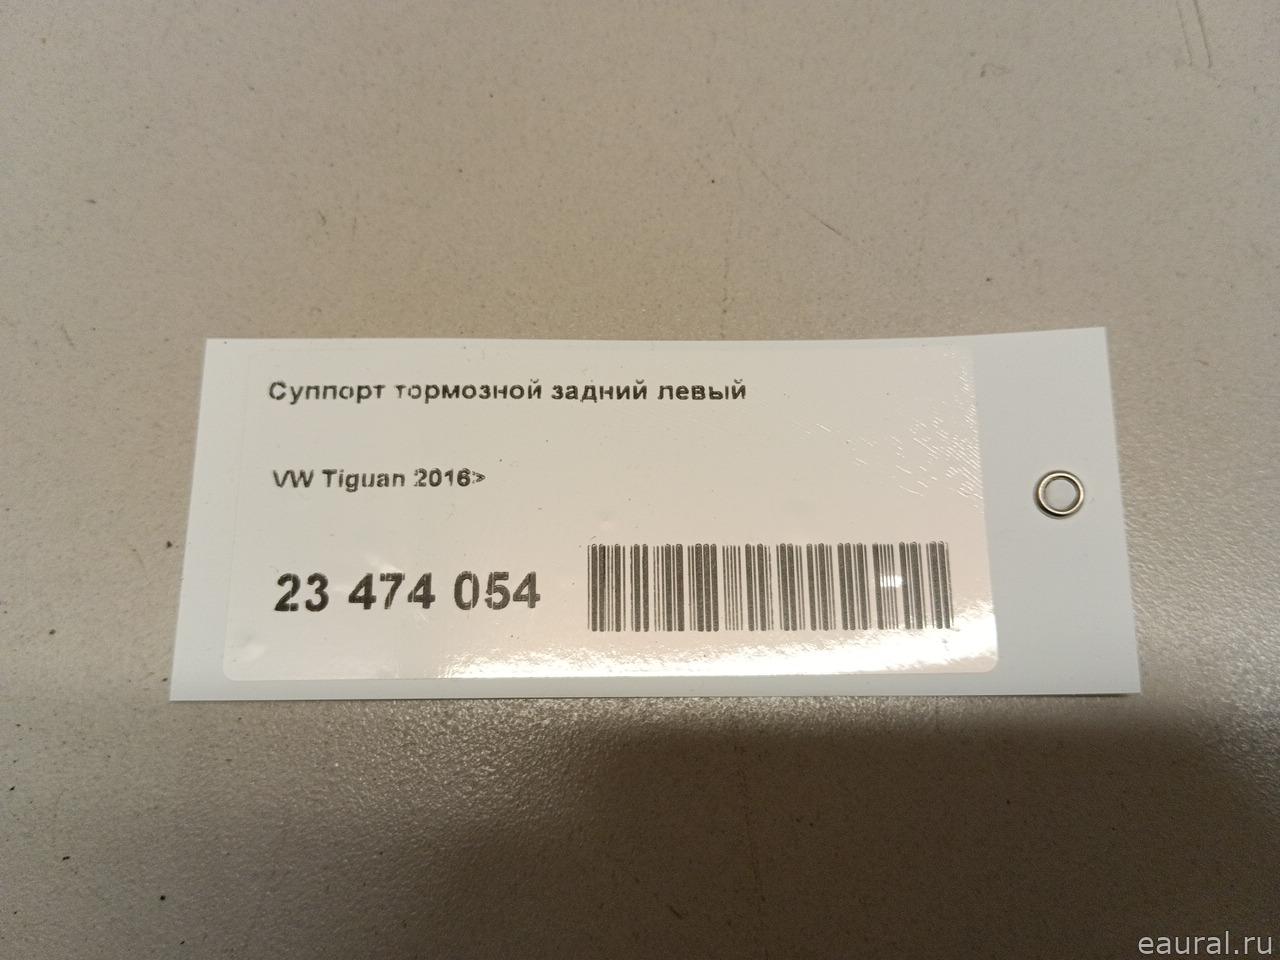 Суппорт тормозной задний левый
VW Tiguan 2016>
23 474 054
eaural.ru